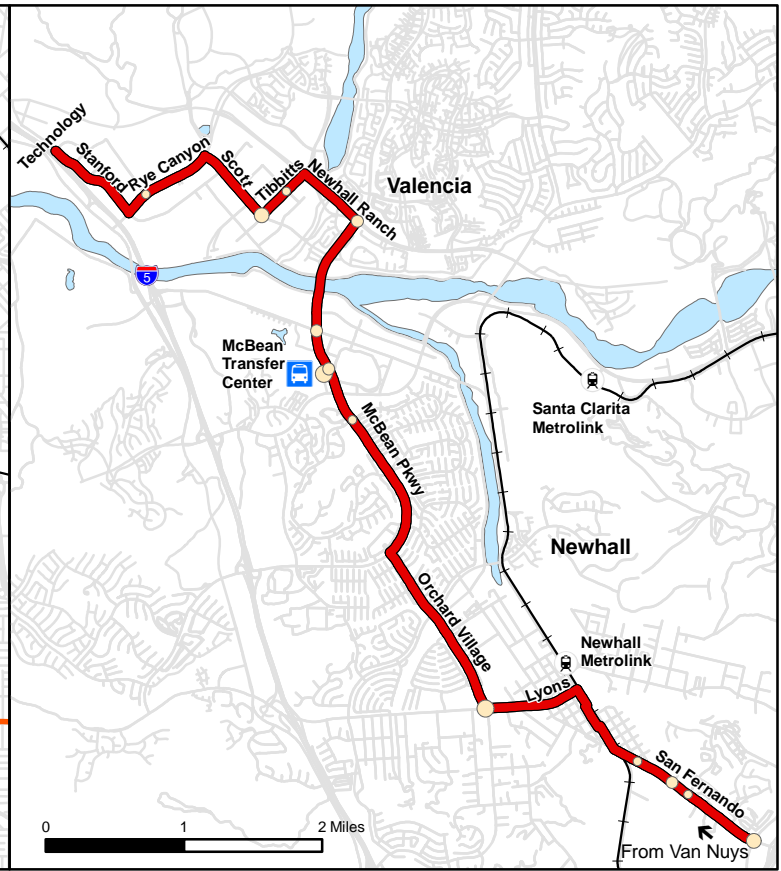 Technology
Stanford
Rye Canyon
Scott
Tibbitts
Newhall Ranch
Valencia
5
McBean
Transfer
Center
McBean Pkwy
Santa Clarita
Metrolink
Newhall
Orchard Village
Newhall
Metrolink
Lyons
San Fernando
From Van Nuys
0 1 2 Miles